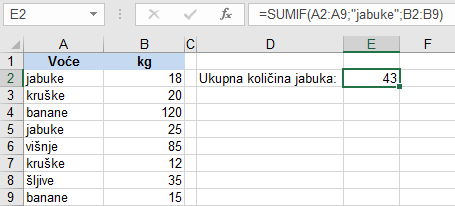 E2 fx =SUMIF(A2:A9;"jabuke";B2:B9)
A B C D E F
1 Voće kg
2 jabuke 18 Ukupna količina jabuka: 43
3 kruške 20
4 banane 120
5 jabuke 25
6 višnje 85
7 kruške 12
8 šljive 35
9 banane 15